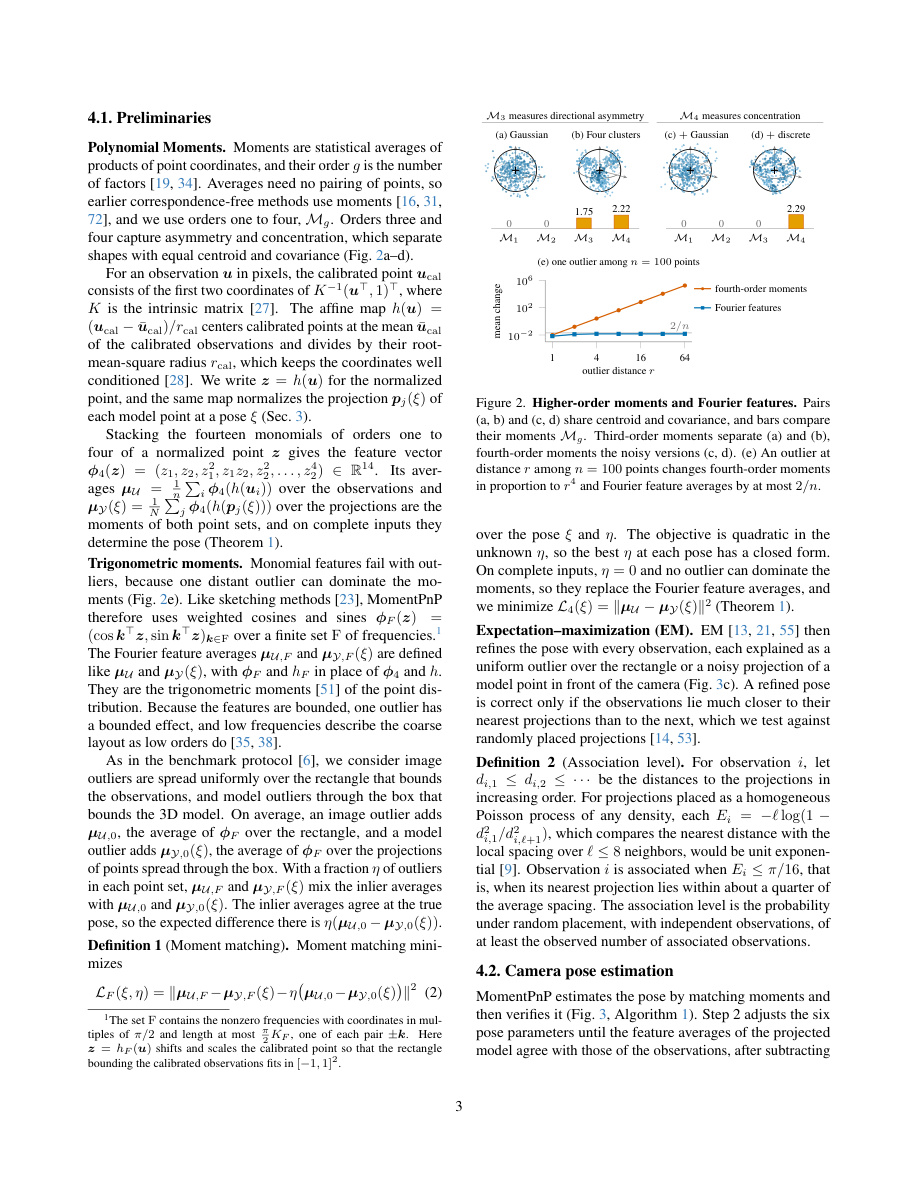 4.1. Preliminaries
Polynomial Moments. Moments are statistical averages of
products of point coordinates, and their order g is the number
of factors [19, 34]. Averages need no pairing of points, so
earlier correspondence-free methods use moments [16, 31,
72], and we use orders one to four, ℳg. Orders three and
four capture asymmetry and concentration, which separate
shapes with equal centroid and covariance (Fig. 2a–d).
For an observation u in pixels, the calibrated point u_cal
consists of the first two coordinates of K⁻¹(u⊤, 1)⊤, where
K is the intrinsic matrix [27]. The affine map h(u) =
(u_cal − ū_cal)/r_cal centers calibrated points at the mean ū_cal
of the calibrated observations and divides by their root-
mean-square radius r_cal, which keeps the coordinates well
conditioned [28]. We write z = h(u) for the normalized
point, and the same map normalizes the projection p_j(ξ) of
each model point at a pose ξ (Sec. 3).
Stacking the fourteen monomials of orders one to
four of a normalized point z gives the feature vector
ϕ₄(z) = (z₁, z₂, z₁², z₁z₂, z₂², . . . , z₂⁴) ∈ ℝ¹⁴. Its aver-
ages μ_𝒰 = 1/n ∑_i ϕ₄(h(u_i)) over the observations and
μ_𝒴(ξ) = 1/N ∑_j ϕ₄(h(p_j(ξ))) over the projections are the
moments of both point sets, and on complete inputs they
determine the pose (Theorem 1).
Trigonometric moments. Monomial features fail with out-
liers, because one distant outlier can dominate the mo-
ments (Fig. 2e). Like sketching methods [23], MomentPnP
therefore uses weighted cosines and sines ϕ_F(z) =
(cos k⊤z, sin k⊤z)_{k∈F} over a finite set F of frequencies.¹
The Fourier feature averages μ_{𝒰,F} and μ_{𝒴,F}(ξ) are defined
like μ_𝒰 and μ_𝒴(ξ), with ϕ_F and h_F in place of ϕ₄ and h.
They are the trigonometric moments [51] of the point dis-
tribution. Because the features are bounded, one outlier has
a bounded effect, and low frequencies describe the coarse
layout as low orders do [35, 38].
As in the benchmark protocol [6], we consider image
outliers are spread uniformly over the rectangle that bounds
the observations, and model outliers through the box that
bounds the 3D model. On average, an image outlier adds
μ_{𝒰,0}, the average of ϕ_F over the rectangle, and a model
outlier adds μ_{𝒴,0}(ξ), the average of ϕ_F over the projections
of points spread through the box. With a fraction η of outliers
in each point set, μ_{𝒰,F} and μ_{𝒴,F}(ξ) mix the inlier averages
with μ_{𝒰,0} and μ_{𝒴,0}(ξ). The inlier averages agree at the true
pose, so the expected difference there is η(μ_{𝒰,0} − μ_{𝒴,0}(ξ)).
Definition 1 (Moment matching). Moment matching mini-
mizes
ℒ_F(ξ, η) = ∥μ_{𝒰,F} − μ_{𝒴,F}(ξ) − η(μ_{𝒰,0} − μ_{𝒴,0}(ξ))∥² (2)
¹The set F contains the nonzero frequencies with coordinates in mul-
tiples of π/2 and length at most π/2 K_F, one of each pair ±k. Here
z = h_F(u) shifts and scales the calibrated point so that the rectangle
bounding the calibrated observations fits in [−1, 1]².
ℳ₃ measures directional asymmetry
ℳ₄ measures concentration
(a) Gaussian
(b) Four clusters
(c) + Gaussian
(d) + discrete
0 0 1.75 2.22
ℳ₁ ℳ₂ ℳ₃ ℳ₄
0 0 0 2.29
ℳ₁ ℳ₂ ℳ₃ ℳ₄
(e) one outlier among n = 100 points
mean change
10⁶
10²
10⁻²
2/n
1 4 16 64
outlier distance r
fourth-order moments
Fourier features
Figure 2. Higher-order moments and Fourier features. Pairs
(a, b) and (c, d) share centroid and covariance, and bars compare
their moments ℳg. Third-order moments separate (a) and (b),
fourth-order moments the noisy versions (c, d). (e) An outlier at
distance r among n = 100 points changes fourth-order moments
in proportion to r⁴ and Fourier feature averages by at most 2/n.
over the pose ξ and η. The objective is quadratic in the
unknown η, so the best η at each pose has a closed form.
On complete inputs, η = 0 and no outlier can dominate the
moments, so they replace the Fourier feature averages, and
we minimize ℒ₄(ξ) = ∥μ_𝒰 − μ_𝒴(ξ)∥² (Theorem 1).
Expectation–maximization (EM). EM [13, 21, 55] then
refines the pose with every observation, each explained as a
uniform outlier over the rectangle or a noisy projection of a
model point in front of the camera (Fig. 3c). A refined pose
is correct only if the observations lie much closer to their
nearest projections than to the next, which we test against
randomly placed projections [14, 53].
Definition 2 (Association level). For observation i, let
d_{i,1} ≤ d_{i,2} ≤ ··· be the distances to the projections in
increasing order. For projections placed as a homogeneous
Poisson process of any density, each E_i = −ℓ log(1 −
d²_{i,1}/d²_{i,ℓ+1}), which compares the nearest distance with the
local spacing over ℓ ≤ 8 neighbors, would be unit exponen-
tial [9]. Observation i is associated when E_i ≤ π/16, that
is, when its nearest projection lies within about a quarter of
the average spacing. The association level is the probability
under random placement, with independent observations, of
at least the observed number of associated observations.
4.2. Camera pose estimation
MomentPnP estimates the pose by matching moments and
then verifies it (Fig. 3, Algorithm 1). Step 2 adjusts the six
pose parameters until the feature averages of the projected
model agree with those of the observations, after subtracting
3